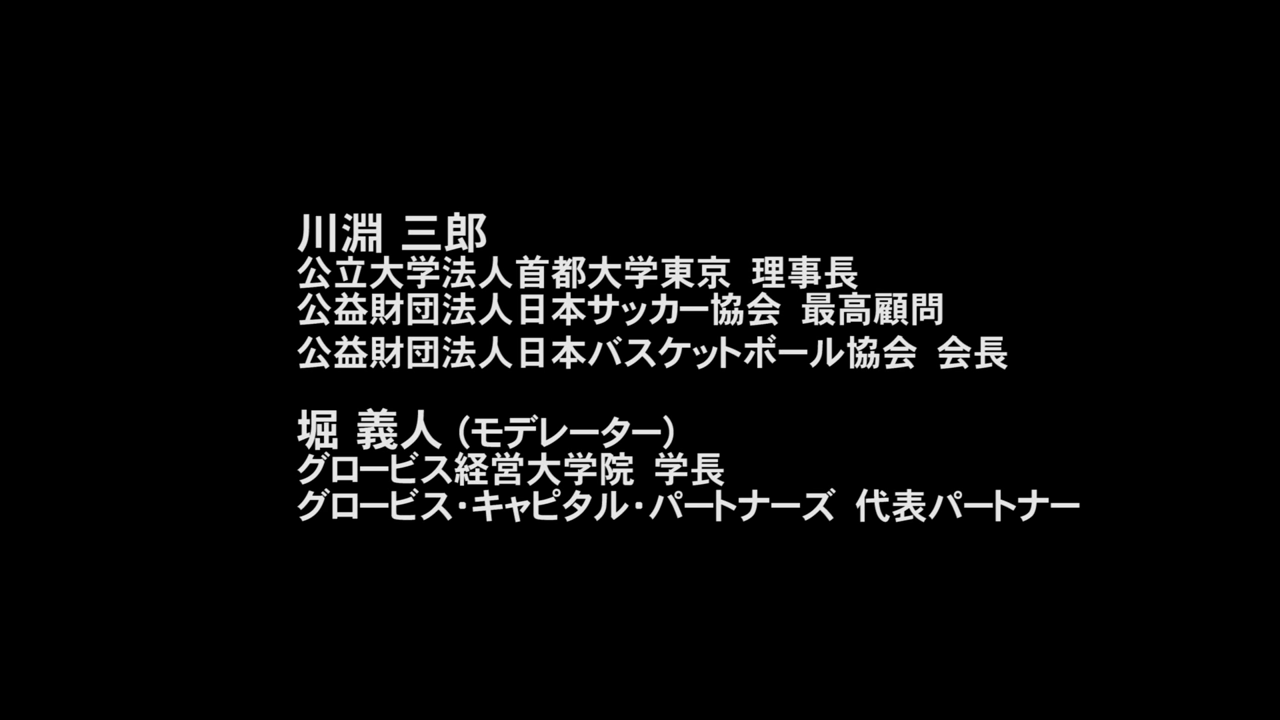 川淵 三郎
公立大学法人首都大学東京 理事長
公益財団法人日本サッカー協会 最高顧問
公益財団法人日本バスケットボール協会 会長
堀 義人（モデレーター）
グロービス経営大学院 学長
グロービス・キャピタル・パートナーズ 代表パートナー